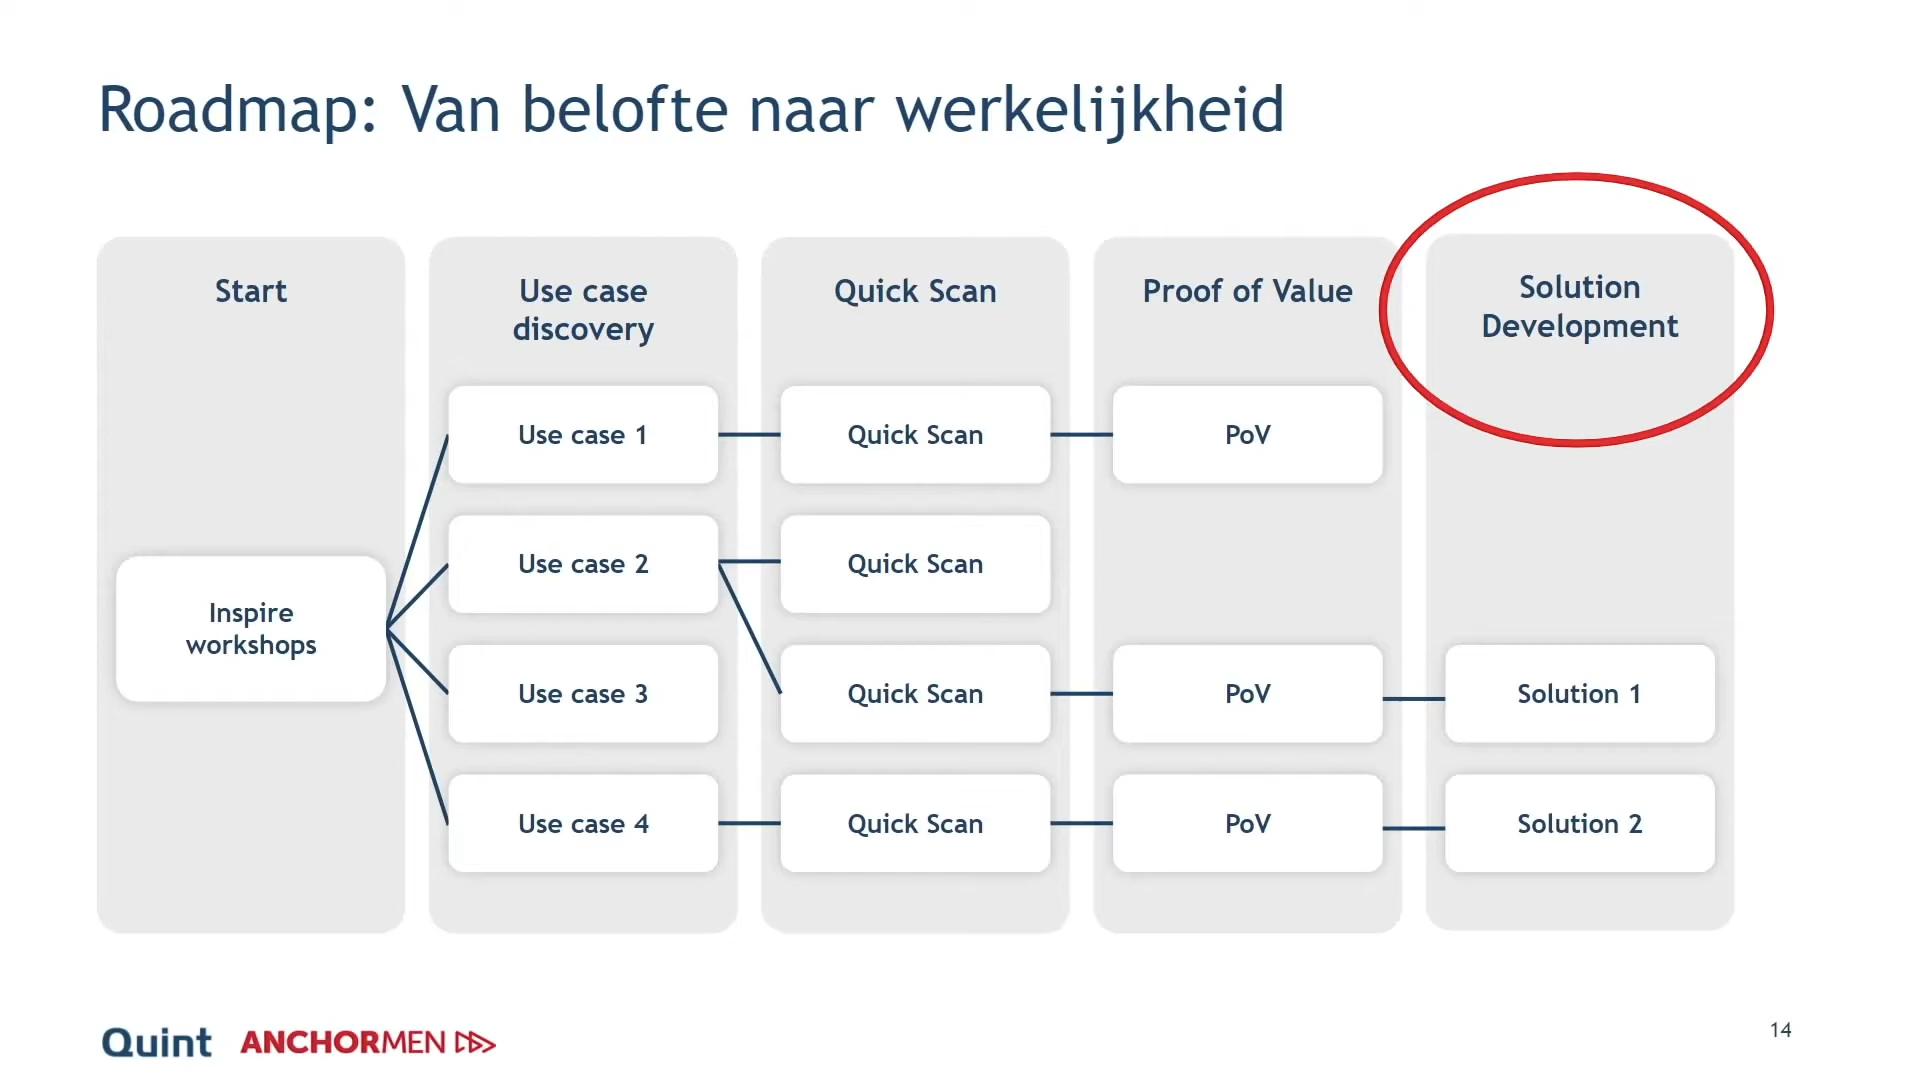 Roadmap: Van belofte naar werkelijkheid
Start
Use case
discovery
Quick Scan
Proof of Value
Solution
Development
Use case 1
Quick Scan
PoV
Use case 2
Quick Scan
Inspire
workshops
Use case 3
Quick Scan
PoV
Solution 1
Use case 4
Quick Scan
PoV
Solution 2
Quint
ANCHORMEN
14